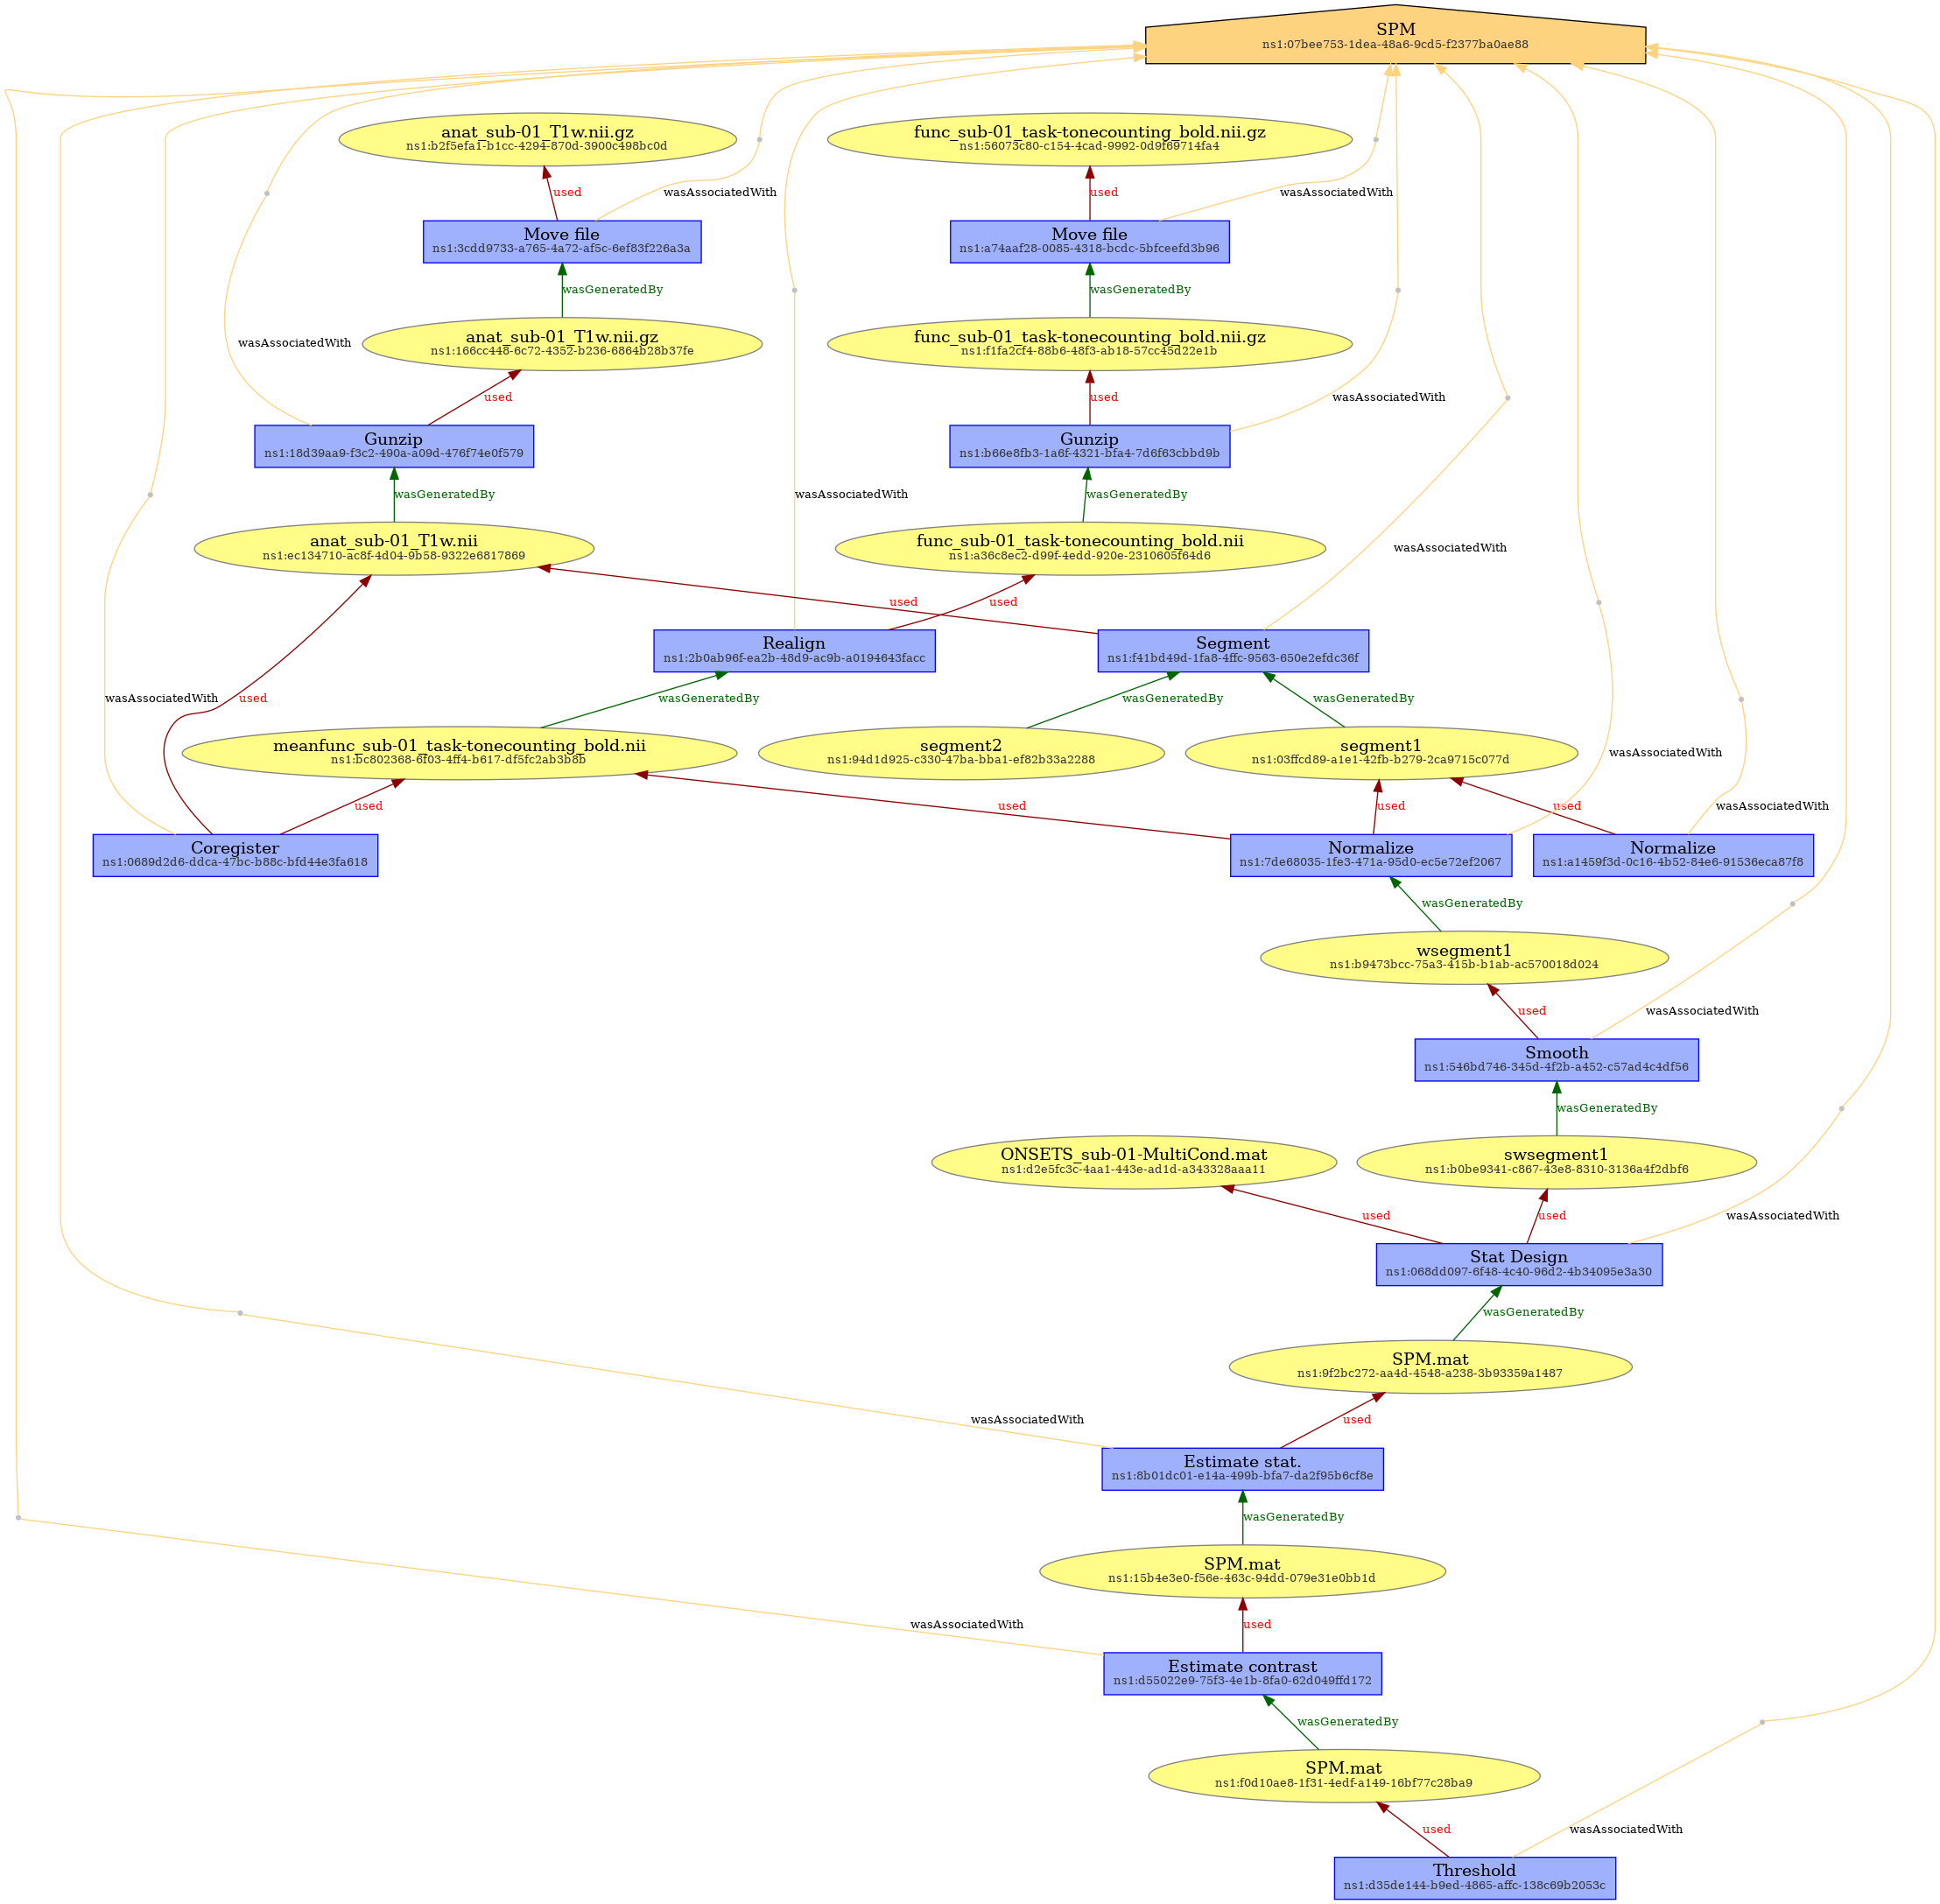 SPM
ns1:07bee753-1dea-48a6-9cd5-f2377ba0ae88
anat_sub-01_T1w.nii.gz
ns1:b2f5efa1-b1cc-4294-870d-3900c498bc0d
func_sub-01_task-tonecounting_bold.nii.gz
ns1:56073c80-c154-4cad-9992-0d9f69714fa4
used
wasAssociatedWith
used
wasAssociatedWith
Move file
ns1:3cdd9733-a765-4a72-af5c-6ef83f226a3a
Move file
ns1:a74aaf28-0085-4318-bcdc-5bfceefd3b96
wasGeneratedBy
wasGeneratedBy
wasAssociatedWith
anat_sub-01_T1w.nii.gz
ns1:166cc448-6c72-4352-b236-6864b28b37fe
func_sub-01_task-tonecounting_bold.nii.gz
ns1:f1fa2cf4-88b6-48f3-ab18-57cc45d22e1b
used
used
wasAssociatedWith
Gunzip
ns1:18d39aa9-f3c2-490a-a09d-476f74e0f579
Gunzip
ns1:b66e8fb3-1a6f-4321-bfa4-7d6f63cbbd9b
wasGeneratedBy
wasAssociatedWith
wasGeneratedBy
anat_sub-01_T1w.nii
ns1:ec134710-ac8f-4d04-9b58-9322e6817869
func_sub-01_task-tonecounting_bold.nii
ns1:a36c8ec2-d99f-4edd-920e-2310605f64d6
wasAssociatedWith
used
used
Realign
ns1:2b0ab96f-ea2b-48d9-ac9b-a0194643facc
Segment
ns1:f41bd49d-1fa8-4ffc-9563-650e2efdc36f
wasAssociatedWith
used
wasGeneratedBy
wasGeneratedBy
wasGeneratedBy
meanfunc_sub-01_task-tonecounting_bold.nii
ns1:bc802368-6f03-4ff4-b617-df5fc2ab3b8b
segment2
ns1:94d1d925-c330-47ba-bba1-ef82b33a2288
segment1
ns1:03ffcd89-a1e1-42fb-b279-2ca9715c077d
wasAssociatedWith
used
used
used
used
wasAssociatedWith
Coregister
ns1:0689d2d6-ddca-47bc-b88c-bfd44e3fa618
Normalize
ns1:7de68035-1fe3-471a-95d0-ec5e72ef2067
Normalize
ns1:a1459f3d-0c16-4b52-84e6-91536eca87f8
wasGeneratedBy
wsegment1
ns1:b9473bcc-75a3-415b-b1ab-ac570018d024
used
wasAssociatedWith
Smooth
ns1:546bd746-345d-4f2b-a452-c57ad4c4df56
wasGeneratedBy
ONSETS_sub-01-MultiCond.mat
ns1:d2e5fc3c-4aa1-443e-ad1d-a343328aaa11
swsegment1
ns1:b0be9341-c867-43e8-8310-3136a4f2dbf6
used
used
wasAssociatedWith
Stat Design
ns1:068dd097-6f48-4c40-96d2-4b34095e3a30
wasGeneratedBy
SPM.mat
ns1:9f2bc272-aa4d-4548-a238-3b93359a1487
wasAssociatedWith
used
Estimate stat.
ns1:8b01dc01-e14a-499b-bfa7-da2f95b6cf8e
wasGeneratedBy
SPM.mat
ns1:15b4e3e0-f56e-463c-94dd-079e31e0bb1d
wasAssociatedWith
used
Estimate contrast
ns1:d55022e9-75f3-4e1b-8fa0-62d049ffd172
wasGeneratedBy
SPM.mat
ns1:f0d10ae8-1f31-4edf-a149-16bf77c28ba9
used
wasAssociatedWith
Threshold
ns1:d35de144-b9ed-4865-affc-138c69b2053c